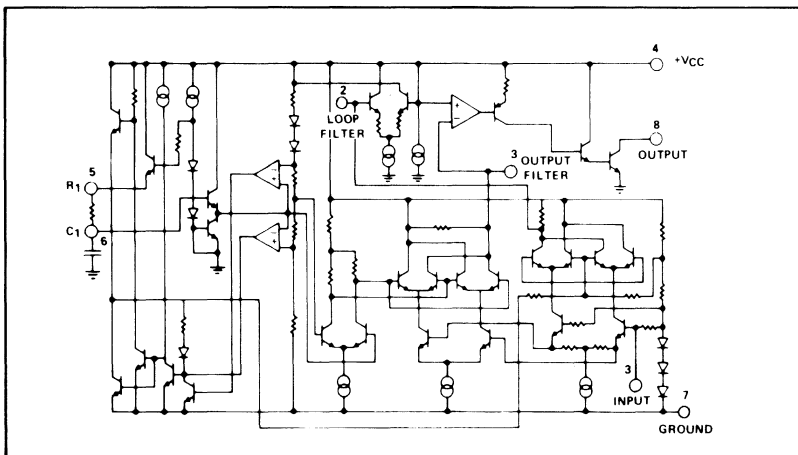 4
+VCC
2
LOOP
FILTER
+
−
8
OUTPUT
3 OUTPUT
FILTER
5
R1
−
+
C1
6
−
+
3
INPUT
7
GROUND